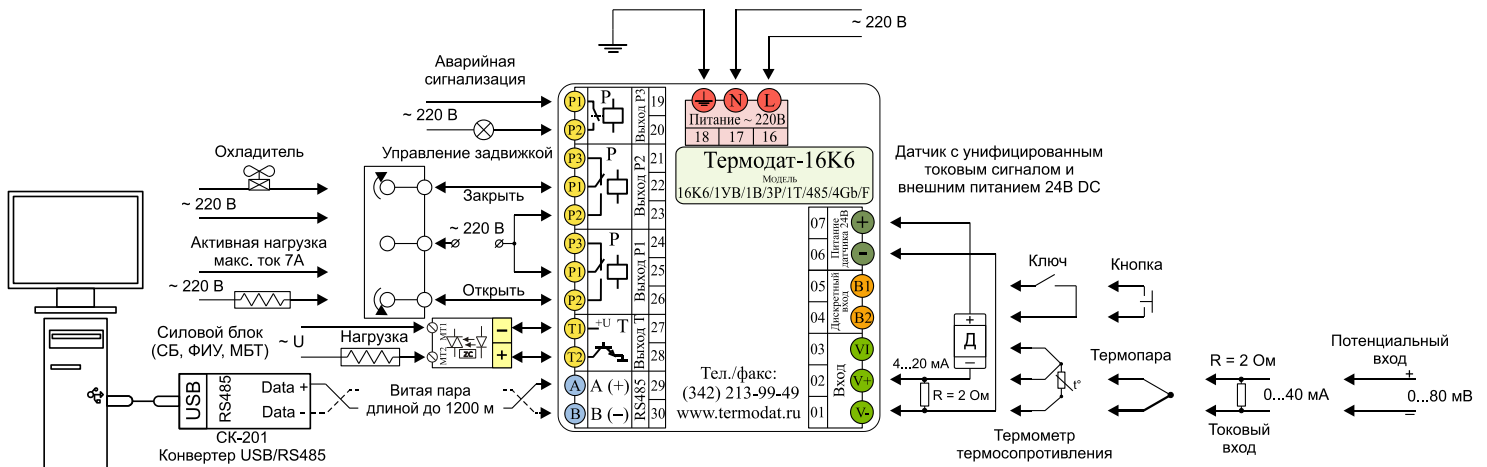 ~ 220 В
Аварийная
сигнализация
~ 220 В
Охладитель
~ 220 В
Активная нагрузка
макс. ток 7А
~ 220 В
Управление задвижкой
Закрыть
~ 220 В
Открыть
Силовой блок
(СБ, ФИУ, МБТ)
~ U
Нагрузка
МТ1
МТ2
ZC
–
+
USB
RS485
Data +
Data -
СК-201
Конвертер USB/RS485
Витая пара
длиной до 1200 м
P1
P2
P
Выход P3
19
20
P3
P1
P2
P
Выход P2
21
22
23
P3
P1
P2
P
Выход P1
24
25
26
T1
T2
+U T
Выход T
27
28
A
B
A (+)
B (–)
RS485
29
30
N
L
Питание ~ 220В
18
17
16
Термодат-16К6
Модель
16К6/1УВ/1В/3Р/1Т/485/4Gb/F
Тел./факс:
(342) 213-99-49
www.termodat.ru
07
06
Питание
датчика 24В
+
-
05
04
Дискретный
вход
B1
B2
03
02
01
Вход
VI
V+
V-
Датчик с унифицированным
токовым сигналом и
внешним питанием 24В DC
+
Д
–
4...20 мА
R = 2 Ом
Ключ
Кнопка
t°
Термометр
термосопротивления
Термопара
R = 2 Ом
0...40 мА
Токовый
вход
Потенциальный
вход
+
0...80 мВ
–